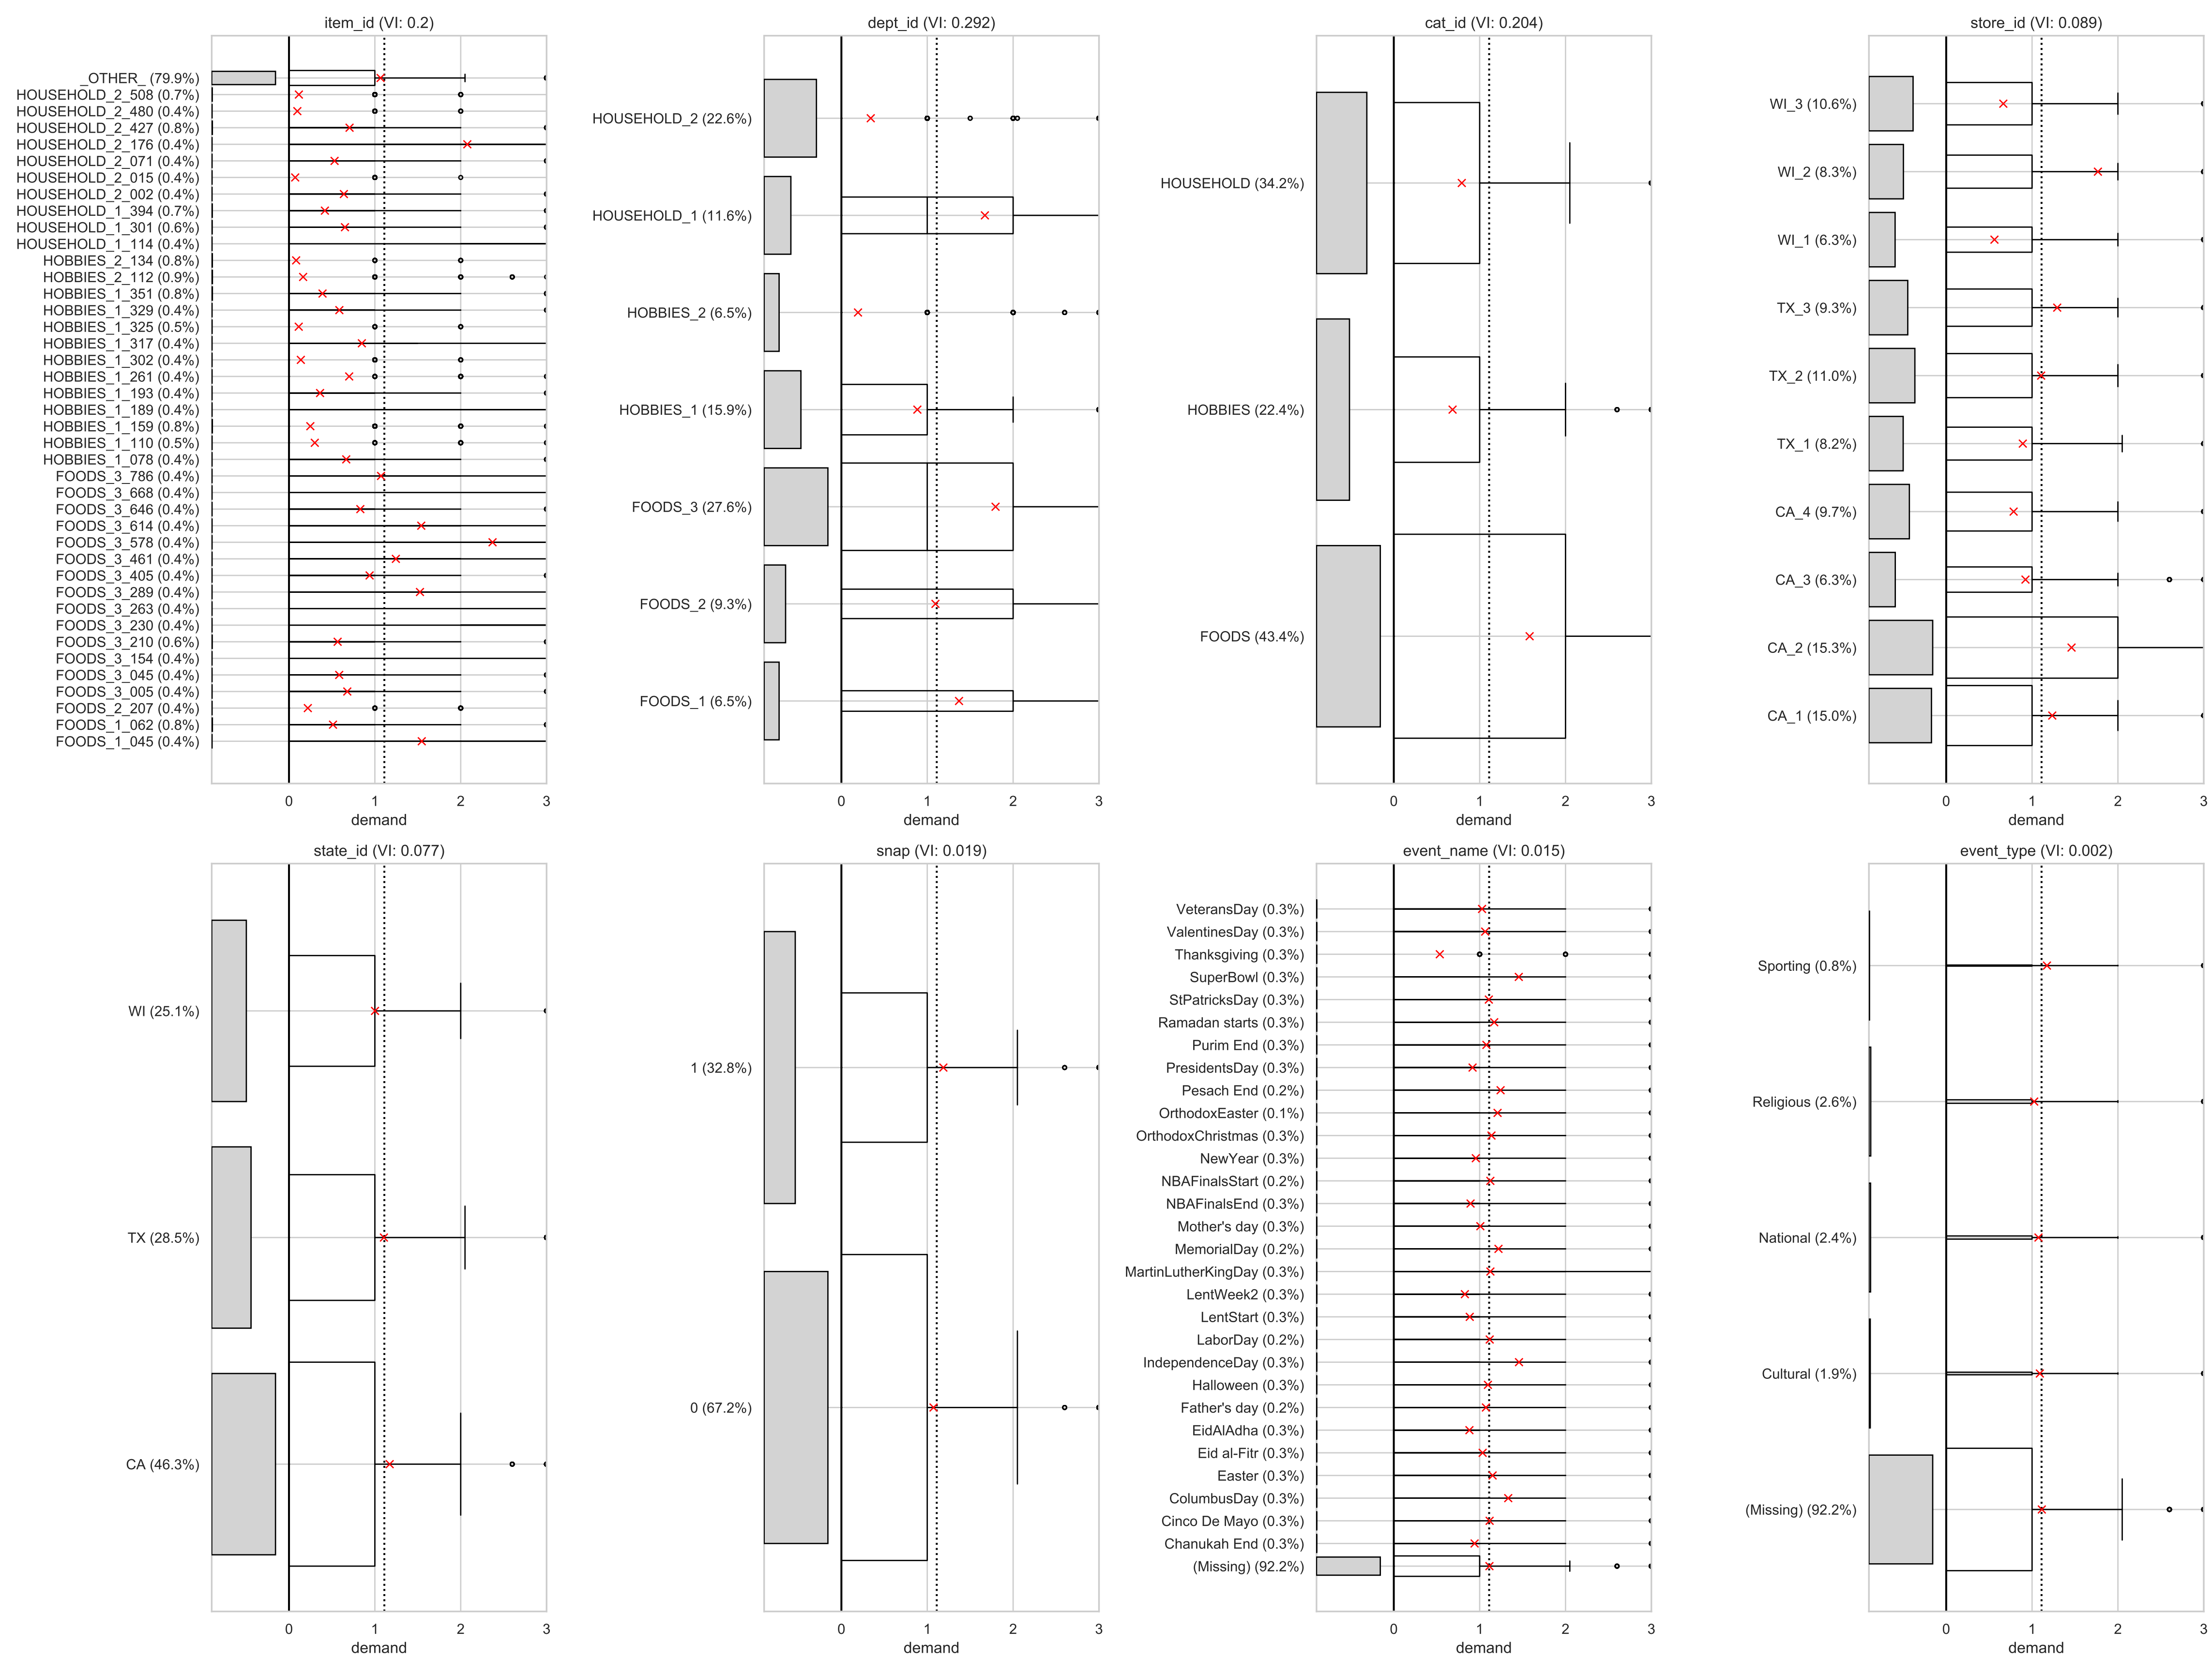 item_id (VI: 0.2)
_OTHER_ (79.9%)
HOUSEHOLD_2_508 (0.7%)
HOUSEHOLD_2_480 (0.4%)
HOUSEHOLD_2_427 (0.8%)
HOUSEHOLD_2_176 (0.4%)
HOUSEHOLD_2_071 (0.4%)
HOUSEHOLD_2_015 (0.4%)
HOUSEHOLD_2_002 (0.4%)
HOUSEHOLD_1_394 (0.7%)
HOUSEHOLD_1_301 (0.6%)
HOUSEHOLD_1_114 (0.4%)
HOBBIES_2_134 (0.8%)
HOBBIES_2_112 (0.9%)
HOBBIES_1_351 (0.8%)
HOBBIES_1_329 (0.4%)
HOBBIES_1_325 (0.5%)
HOBBIES_1_317 (0.4%)
HOBBIES_1_302 (0.4%)
HOBBIES_1_261 (0.4%)
HOBBIES_1_193 (0.4%)
HOBBIES_1_189 (0.4%)
HOBBIES_1_159 (0.8%)
HOBBIES_1_110 (0.5%)
HOBBIES_1_078 (0.4%)
FOODS_3_786 (0.4%)
FOODS_3_668 (0.4%)
FOODS_3_646 (0.4%)
FOODS_3_614 (0.4%)
FOODS_3_578 (0.4%)
FOODS_3_461 (0.4%)
FOODS_3_405 (0.4%)
FOODS_3_289 (0.4%)
FOODS_3_263 (0.4%)
FOODS_3_230 (0.4%)
FOODS_3_210 (0.6%)
FOODS_3_154 (0.4%)
FOODS_3_045 (0.4%)
FOODS_3_005 (0.4%)
FOODS_2_207 (0.4%)
FOODS_1_062 (0.8%)
FOODS_1_045 (0.4%)
0 1 2 3
demand
dept_id (VI: 0.292)
HOUSEHOLD_2 (22.6%)
HOUSEHOLD_1 (11.6%)
HOBBIES_2 (6.5%)
HOBBIES_1 (15.9%)
FOODS_3 (27.6%)
FOODS_2 (9.3%)
FOODS_1 (6.5%)
0 1 2 3
demand
cat_id (VI: 0.204)
HOUSEHOLD (34.2%)
HOBBIES (22.4%)
FOODS (43.4%)
0 1 2 3
demand
store_id (VI: 0.089)
WI_3 (10.6%)
WI_2 (8.3%)
WI_1 (6.3%)
TX_3 (9.3%)
TX_2 (11.0%)
TX_1 (8.2%)
CA_4 (9.7%)
CA_3 (6.3%)
CA_2 (15.3%)
CA_1 (15.0%)
0 1 2 3
demand
state_id (VI: 0.077)
WI (25.1%)
TX (28.5%)
CA (46.3%)
0 1 2 3
demand
snap (VI: 0.019)
1 (32.8%)
0 (67.2%)
0 1 2 3
demand
event_name (VI: 0.015)
VeteransDay (0.3%)
ValentinesDay (0.3%)
Thanksgiving (0.3%)
SuperBowl (0.3%)
StPatricksDay (0.3%)
Ramadan starts (0.3%)
Purim End (0.3%)
PresidentsDay (0.3%)
Pesach End (0.2%)
OrthodoxEaster (0.1%)
OrthodoxChristmas (0.3%)
NewYear (0.3%)
NBAFinalsStart (0.2%)
NBAFinalsEnd (0.3%)
Mother's day (0.3%)
MemorialDay (0.2%)
MartinLutherKingDay (0.3%)
LentWeek2 (0.3%)
LentStart (0.3%)
LaborDay (0.2%)
IndependenceDay (0.3%)
Halloween (0.3%)
Father's day (0.2%)
EidAlAdha (0.3%)
Eid al-Fitr (0.3%)
Easter (0.3%)
ColumbusDay (0.3%)
Cinco De Mayo (0.3%)
Chanukah End (0.3%)
(Missing) (92.2%)
0 1 2 3
demand
event_type (VI: 0.002)
Sporting (0.8%)
Religious (2.6%)
National (2.4%)
Cultural (1.9%)
(Missing) (92.2%)
0 1 2 3
demand